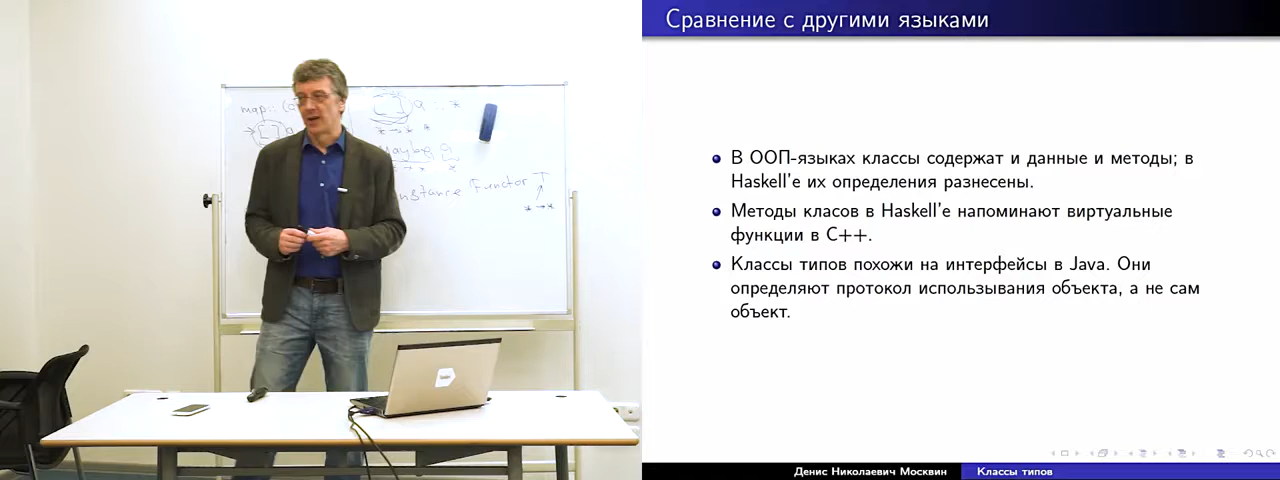 map::
a :: *
* → * *
Maybe a
* → * *
instance Functor T
* → *
Сравнение с другими языками
В ООП-языках классы содержат и данные и методы; в
Haskell'е их определения разнесены.
Методы класов в Haskell'е напоминают виртуальные
функции в C++.
Классы типов похожи на интерфейсы в Java. Они
определяют протокол использывания объекта, а не сам
объект.
Денис Николаевич Москвин
Классы типов